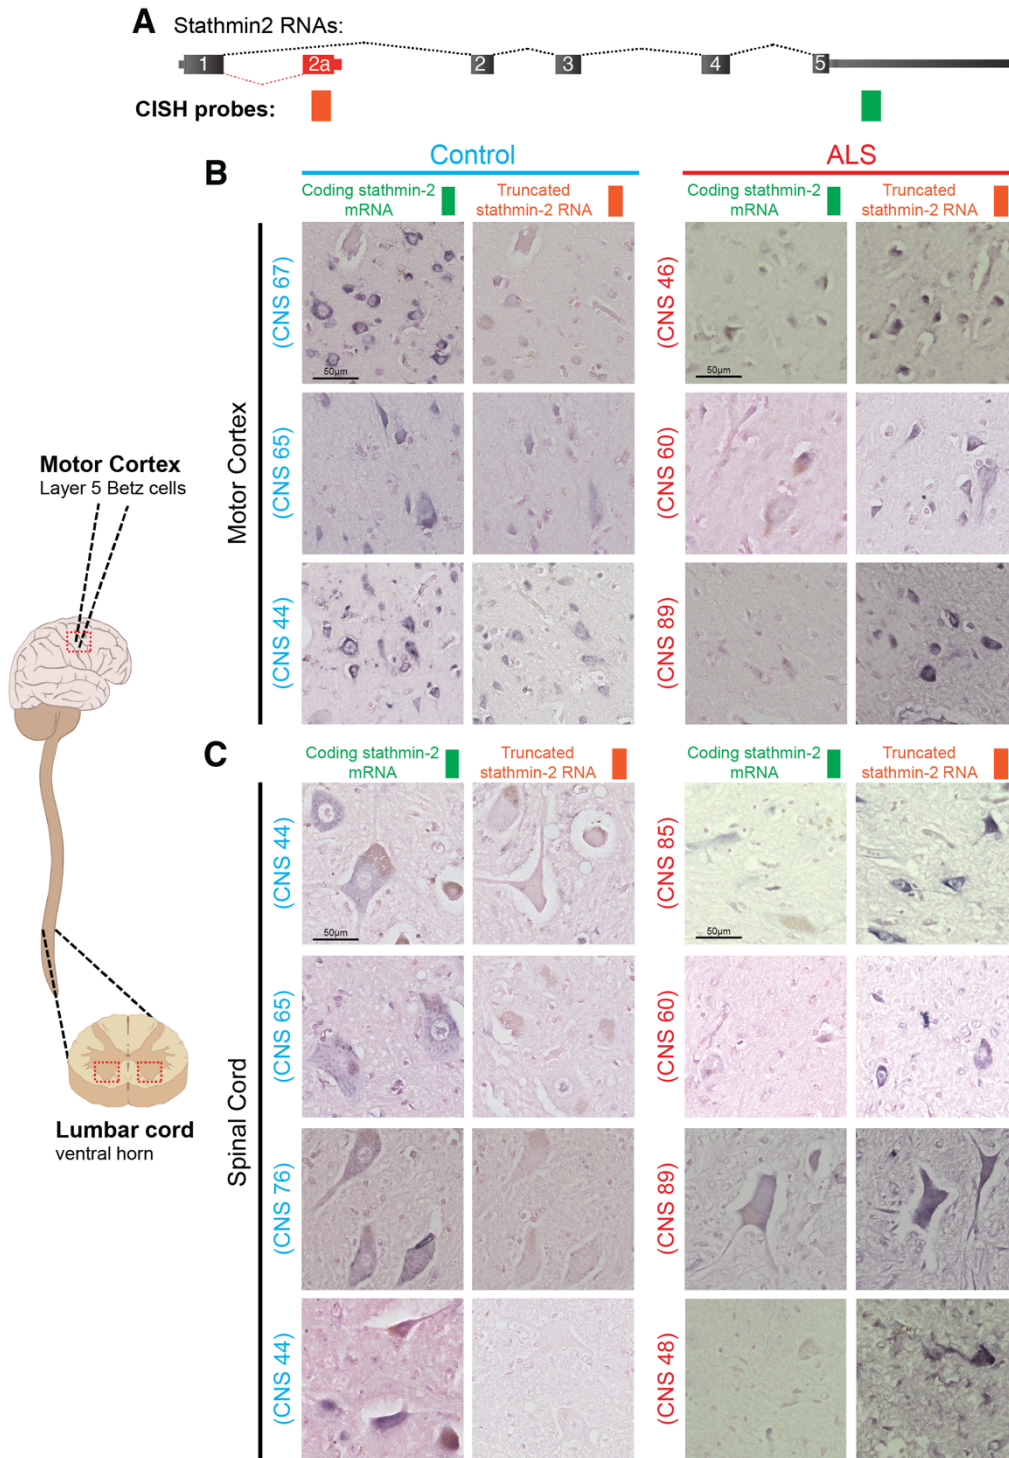 A
Stathmin2 RNAs:
1
2a
2
3
4
5
CISH probes:
Control
ALS
B
Coding stathmin-2
mRNA
Truncated
stathmin-2 RNA
Coding stathmin-2
mRNA
Truncated
stathmin-2 RNA
Motor Cortex
(CNS 67)
50µm
(CNS 46)
50µm
(CNS 65)
(CNS 60)
(CNS 44)
(CNS 89)
Motor Cortex
Layer 5 Betz cells
C
Coding stathmin-2
mRNA
Truncated
stathmin-2 RNA
Coding stathmin-2
mRNA
Truncated
stathmin-2 RNA
Spinal Cord
(CNS 44)
50µm
(CNS 85)
50µm
(CNS 65)
(CNS 60)
(CNS 76)
(CNS 89)
(CNS 44)
(CNS 48)
Lumbar cord
ventral horn